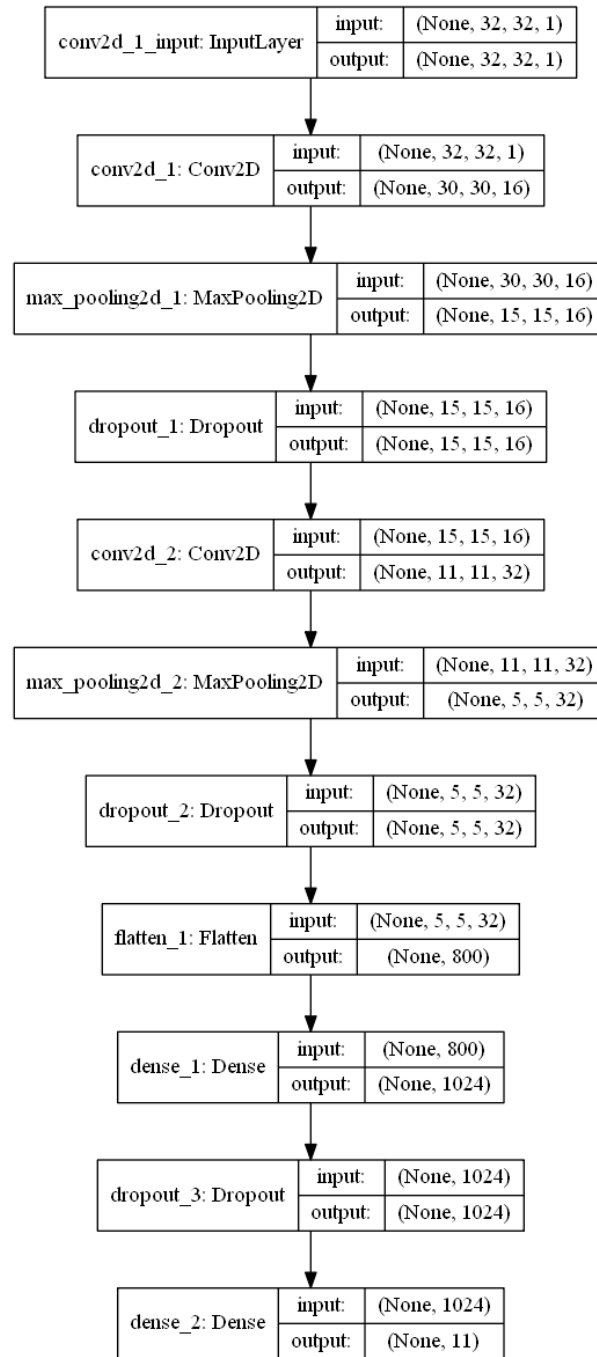 conv2d_1_input: InputLayer
input: (None, 32, 32, 1)
output: (None, 32, 32, 1)
conv2d_1: Conv2D
input: (None, 32, 32, 1)
output: (None, 30, 30, 16)
max_pooling2d_1: MaxPooling2D
input: (None, 30, 30, 16)
output: (None, 15, 15, 16)
dropout_1: Dropout
input: (None, 15, 15, 16)
output: (None, 15, 15, 16)
conv2d_2: Conv2D
input: (None, 15, 15, 16)
output: (None, 11, 11, 32)
max_pooling2d_2: MaxPooling2D
input: (None, 11, 11, 32)
output: (None, 5, 5, 32)
dropout_2: Dropout
input: (None, 5, 5, 32)
output: (None, 5, 5, 32)
flatten_1: Flatten
input: (None, 5, 5, 32)
output: (None, 800)
dense_1: Dense
input: (None, 800)
output: (None, 1024)
dropout_3: Dropout
input: (None, 1024)
output: (None, 1024)
dense_2: Dense
input: (None, 1024)
output: (None, 11)